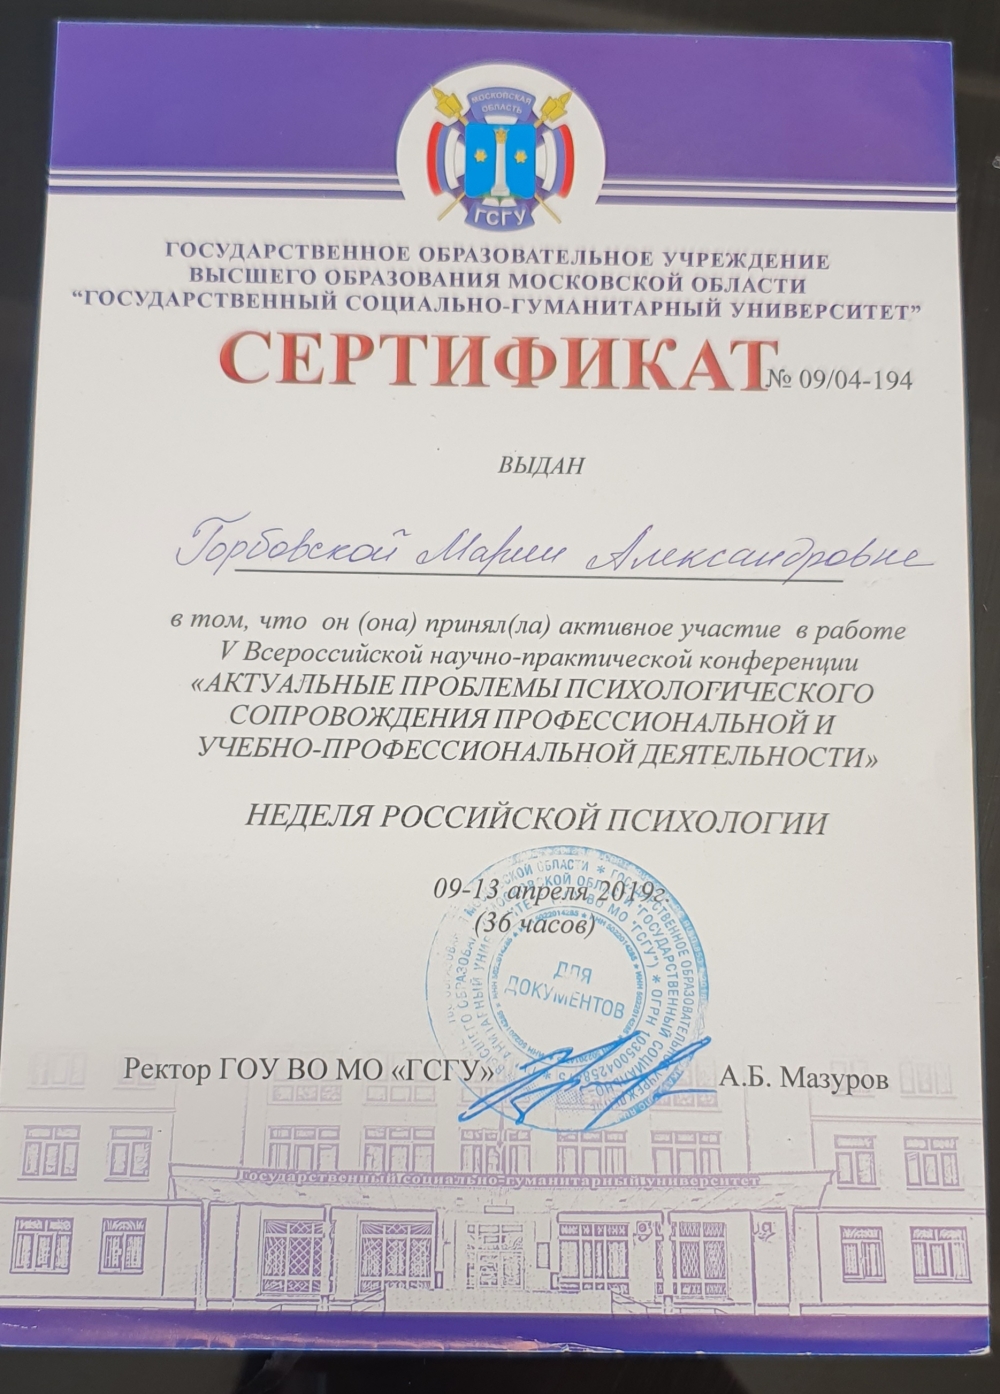 МОСКОВСКАЯ
ОБЛАСТЬ
ГСГУ
ГОСУДАРСТВЕННОЕ ОБРАЗОВАТЕЛЬНОЕ УЧРЕЖДЕНИЕ
ВЫСШЕГО ОБРАЗОВАНИЯ МОСКОВСКОЙ ОБЛАСТИ
“ГОСУДАРСТВЕННЫЙ СОЦИАЛЬНО-ГУМАНИТАРНЫЙ УНИВЕРСИТЕТ”
СЕРТИФИКАТ № 09/04-194
ВЫДАН
Горбовской Марии Александровне
в том, что он (она) принял(ла) активное участие в работе
V Всероссийской научно-практической конференции
«АКТУАЛЬНЫЕ ПРОБЛЕМЫ ПСИХОЛОГИЧЕСКОГО
СОПРОВОЖДЕНИЯ ПРОФЕССИОНАЛЬНОЙ И
УЧЕБНО-ПРОФЕССИОНАЛЬНОЙ ДЕЯТЕЛЬНОСТИ»
НЕДЕЛЯ РОССИЙСКОЙ ПСИХОЛОГИИ
09-13 апреля 2019г.
(36 часов)
ДЛЯ
ДОКУМЕНТОВ
Ректор ГОУ ВО МО «ГСГУ» А.Б. Мазуров
государственный социально-гуманитарный университет